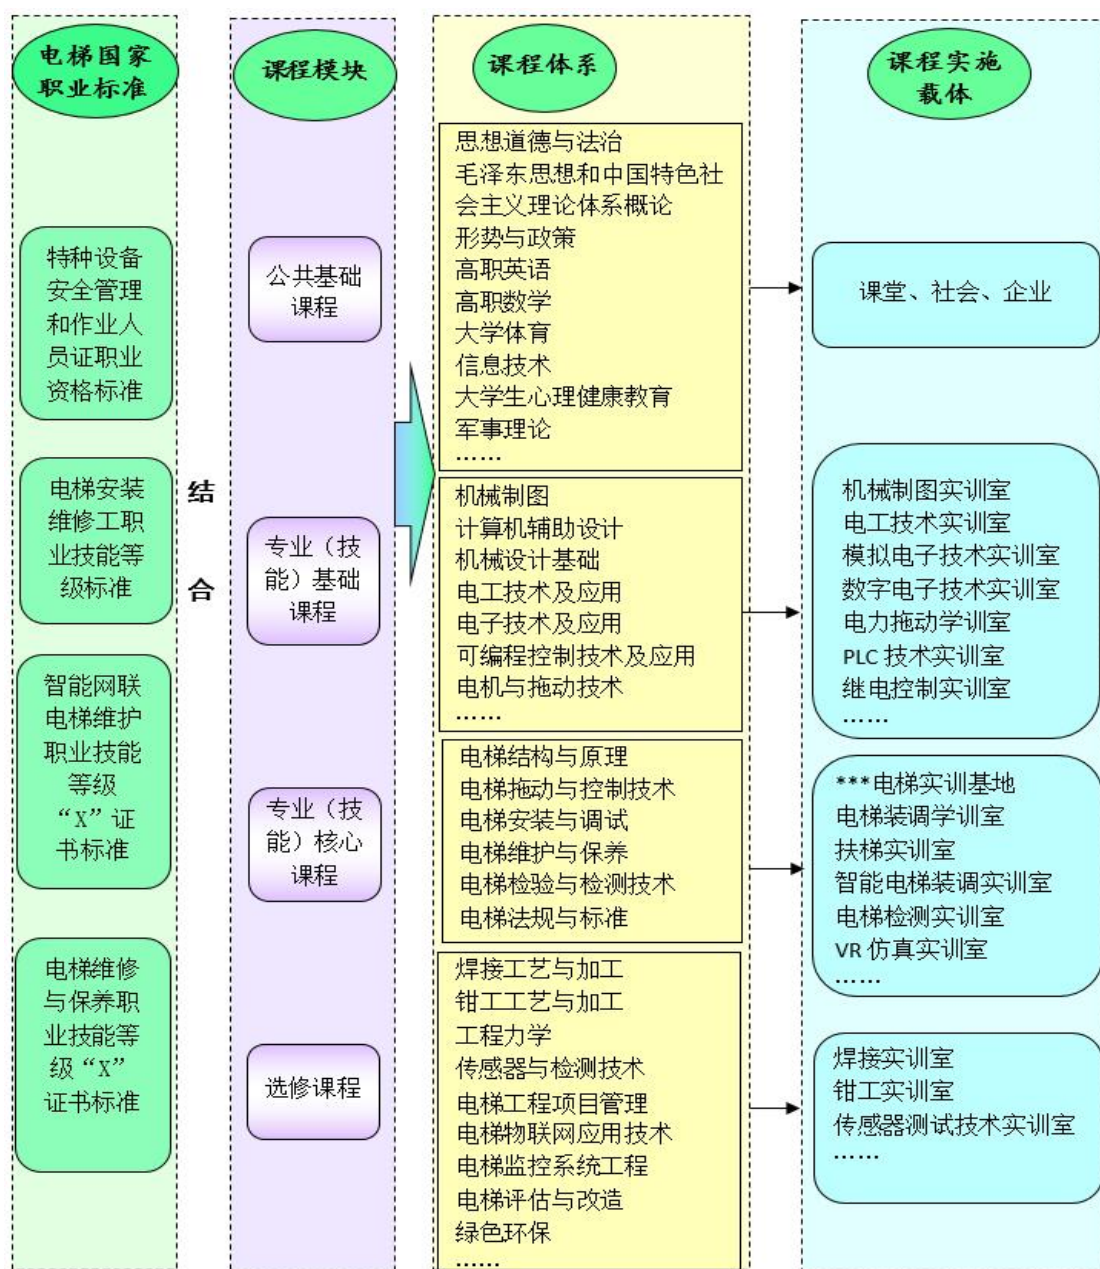 电梯国家
职业标准
特种设备
安全管理
和作业人
员证职业
资格标准
电梯安装
维修工职
业技能等
级标准
智能网联
电梯维护
职业技能
等级
“X”证
书标准
电梯维修
与保养职
业技能等
级“X”
证书标准
结
合
课程模块
公共基础
课程
专业（技
能）基础
课程
专业（技
能）核心
课程
选修课程
课程体系
思想道德与法治
毛泽东思想和中国特色社
会主义理论体系概论
形势与政策
高职英语
高职数学
大学体育
信息技术
大学生心理健康教育
军事理论
……
机械制图
计算机辅助设计
机械设计基础
电工技术及应用
电子技术及应用
可编程控制技术及应用
电机与拖动技术
……
电梯结构与原理
电梯拖动与控制技术
电梯安装与调试
电梯维护与保养
电梯检验与检测技术
电梯法规与标准
焊接工艺与加工
钳工工艺与加工
工程力学
传感器与检测技术
电梯工程项目管理
电梯物联网应用技术
电梯监控系统工程
电梯评估与改造
绿色环保
……
课程实施
载体
课堂、社会、企业
机械制图实训室
电工技术实训室
模拟电子技术实训室
数字电子技术实训室
电力拖动学训室
PLC 技术实训室
继电控制实训室
……
***电梯实训基地
电梯装调学训室
扶梯实训室
智能电梯装调实训室
电梯检测实训室
VR 仿真实训室
……
焊接实训室
钳工实训室
传感器测试技术实训室
……